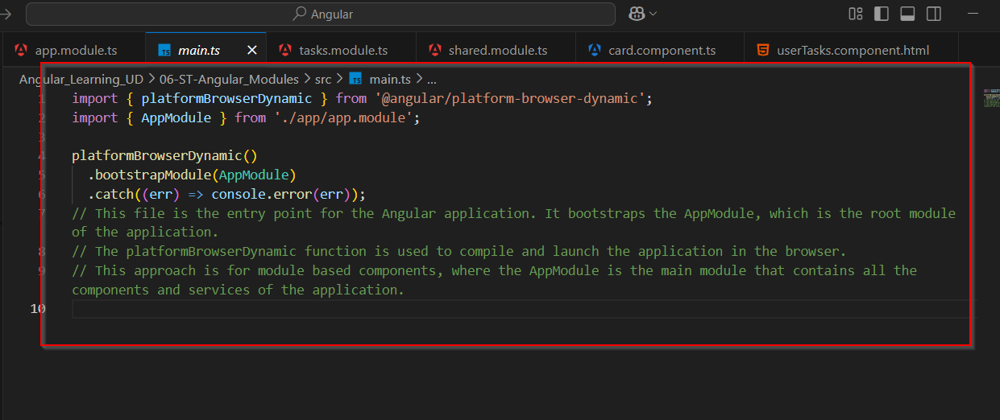 Angular
app.module.ts
TS main.ts
tasks.module.ts
shared.module.ts
card.component.ts
userTasks.component.html
Angular_Learning_UD > 06-ST-Angular_Modules > src > TS main.ts > ...
1 import { platformBrowserDynamic } from '@angular/platform-browser-dynamic';
2 import { AppModule } from './app/app.module';
3
4 platformBrowserDynamic()
5 .bootstrapModule(AppModule)
6 .catch((err) => console.error(err));
7 // This file is the entry point for the Angular application. It bootstraps the AppModule, which is the root module
of the application.
8 // The platformBrowserDynamic function is used to compile and launch the application in the browser.
9 // This approach is for module based components, where the AppModule is the main module that contains all the
components and services of the application.
10